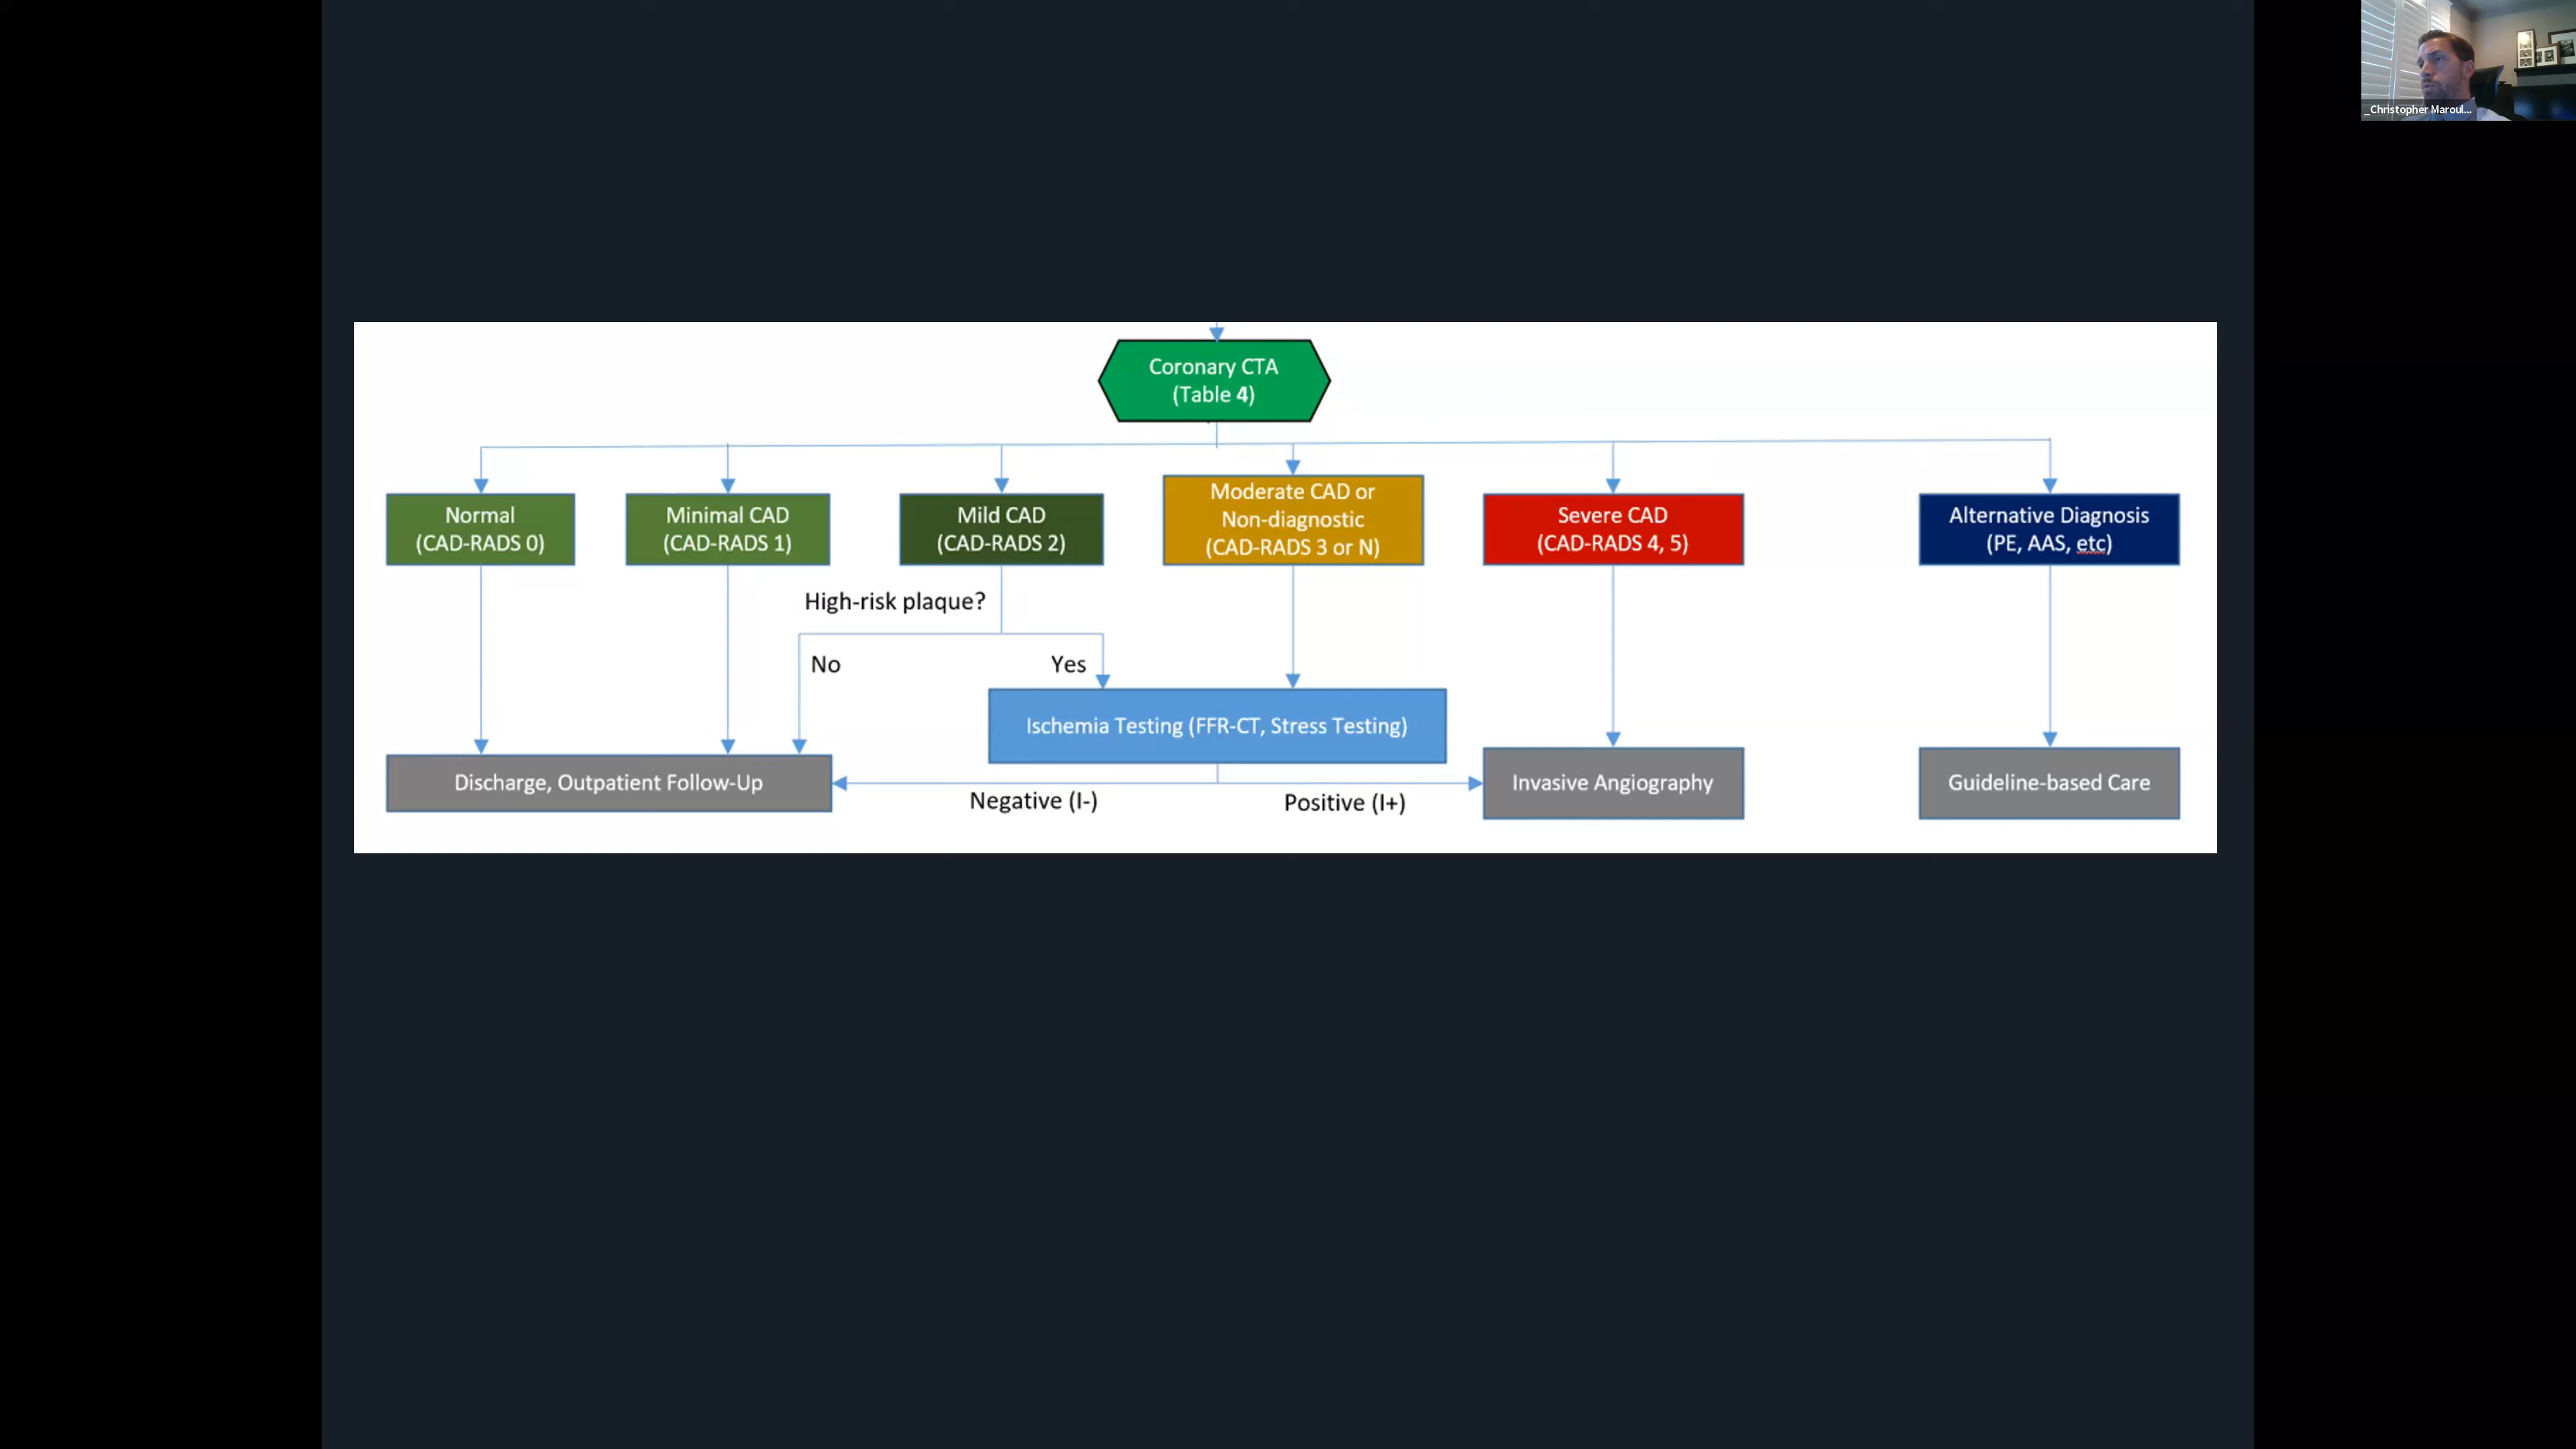 _Christopher Maroul...
Coronary CTA
(Table 4)
Normal
(CAD-RADS 0)
Minimal CAD
(CAD-RADS 1)
Mild CAD
(CAD-RADS 2)
Moderate CAD or
Non-diagnostic
(CAD-RADS 3 or N)
Severe CAD
(CAD-RADS 4, 5)
Alternative Diagnosis
(PE, AAS, etc)
High-risk plaque?
No
Yes
Ischemia Testing (FFR-CT, Stress Testing)
Discharge, Outpatient Follow-Up
Negative (I-)
Positive (I+)
Invasive Angiography
Guideline-based Care